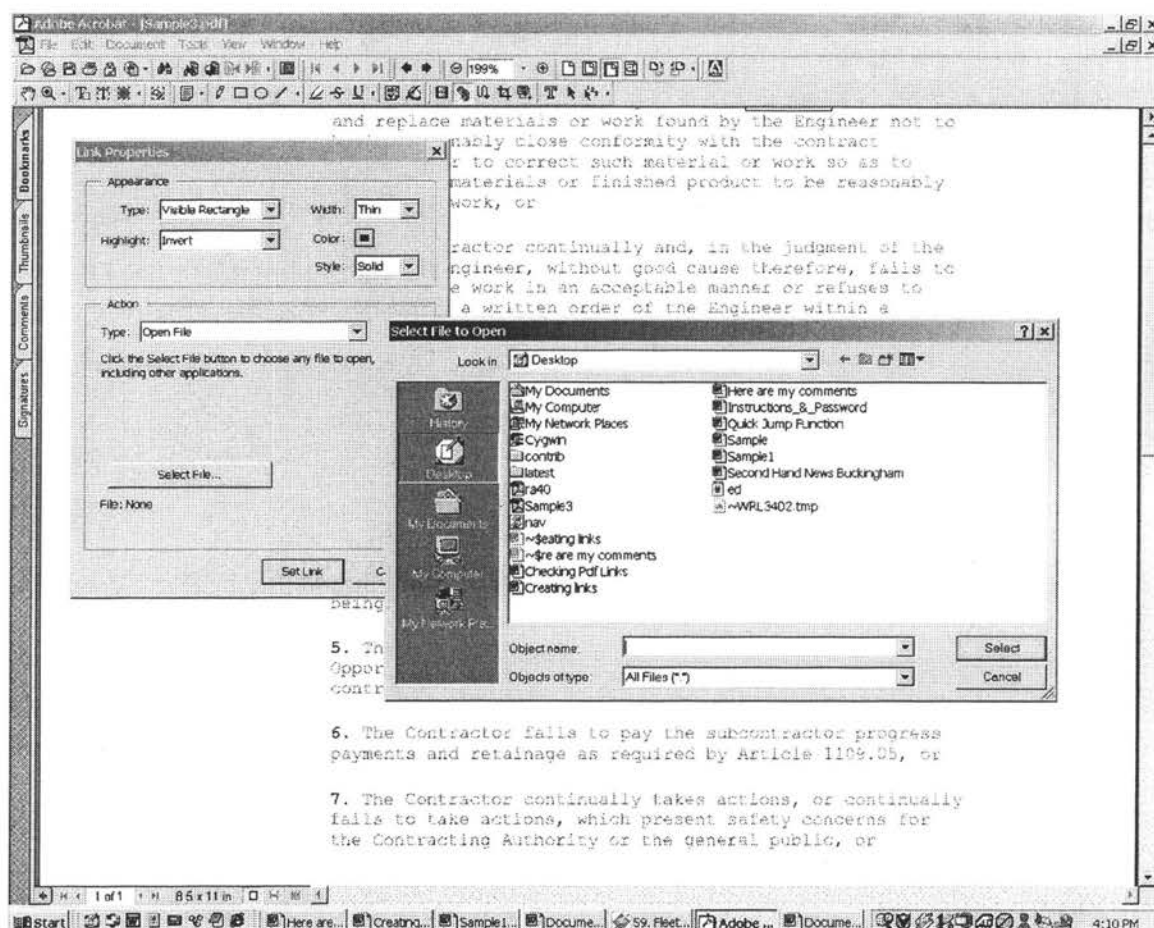 Adobe Acrobat - [Sample3.pdf]
File Edit Document Tools View Window Help
199%
and replace materials or work found by the Engineer not to
nably close conformity with the contract
r to correct such material or work so as to
materials or finished product to be reasonably
work, or
ractor continually and, in the judgment of the
ngineer, without good cause therefore, fails to
e work in an acceptable manner or refuses to
a written order of the Engineer within a
Bookmarks
Thumbnails
Comments
Signatures
Link Properties
Appearance
Type: Visible Rectangle Width: Thin
Highlight: Invert Color:
Style: Solid
Action
Type: Open File
Click the Select File button to choose any file to open,
including other applications.
Select File...
File: None
Set Link
Select File to Open
Look in Desktop
History
Desktop
My Documents
My Computer
My Network Pla...
My Documents
My Computer
My Network Places
Cygwin
contrib
latest
ra40
Sample3
nav
~$eating links
~$re are my comments
Checking Pdf Links
Creating links
Here are my comments
Instructions_&_Password
Quick Jump Function
Sample
Sample1
Second Hand News Buckingham
ed
~WRL3402.tmp
Object name: Select
Objects of type: All Files (*.*) Cancel
being
5. Th
Oppor
contr
6. The Contractor fails to pay the subcontractor progress
payments and retainage as required by Article 1109.05, or
7. The Contractor continually takes actions, or continually
fails to take actions, which present safety concerns for
the Contracting Authority or the general public, or
1 of 1 8.5 x 11 in
Start Here are... Creating... Sample1... Docume... 59. Fleet... Adobe ... Docume... 4:10 PM